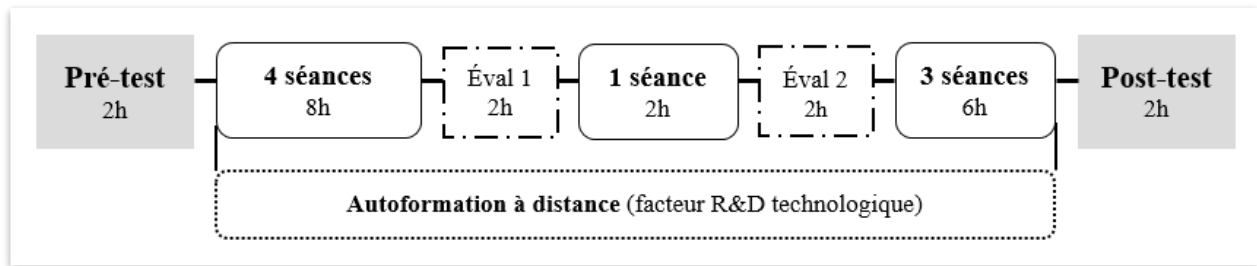 Pré-test
2h
4 séances
8h
Éval 1
2h
1 séance
2h
Éval 2
2h
3 séances
6h
Post-test
2h
Autoformation à distance (facteur R&D technologique)